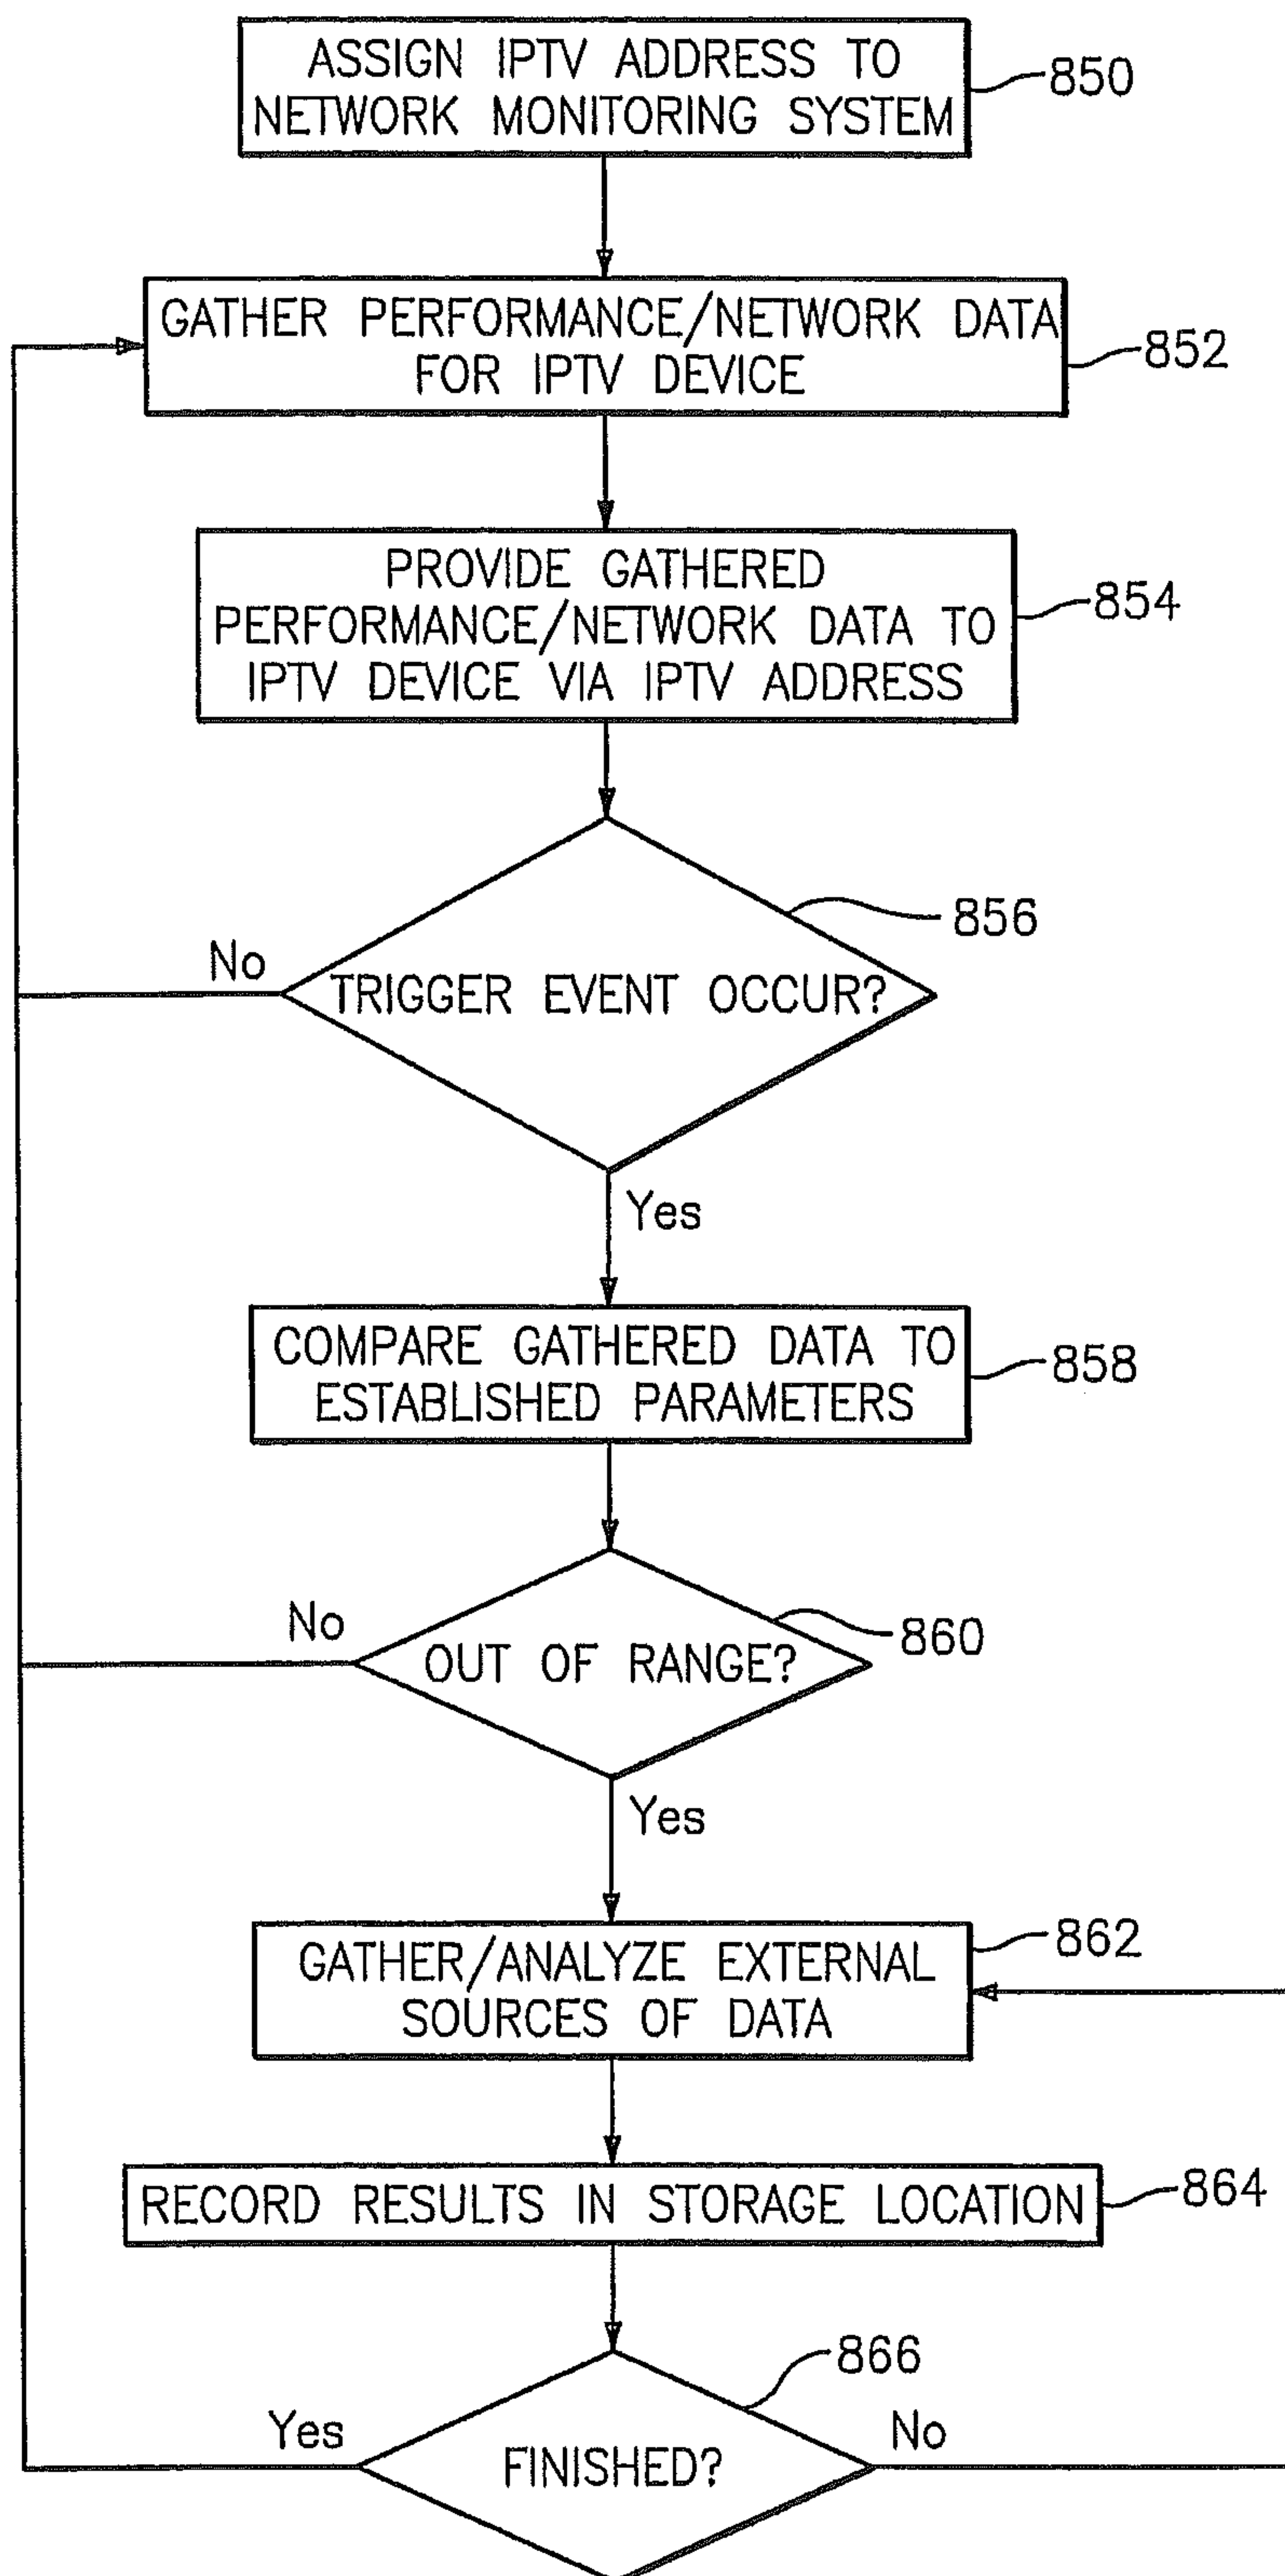 ASSIGN IPTV ADDRESS TO
NETWORK MONITORING SYSTEM
850
GATHER PERFORMANCE/NETWORK DATA
FOR IPTV DEVICE
852
PROVIDE GATHERED
PERFORMANCE/NETWORK DATA TO
IPTV DEVICE VIA IPTV ADDRESS
854
856
No
TRIGGER EVENT OCCUR?
Yes
COMPARE GATHERED DATA TO
ESTABLISHED PARAMETERS
858
No
860
OUT OF RANGE?
Yes
GATHER/ANALYZE EXTERNAL
SOURCES OF DATA
862
RECORD RESULTS IN STORAGE LOCATION
864
866
Yes
No
FINISHED?